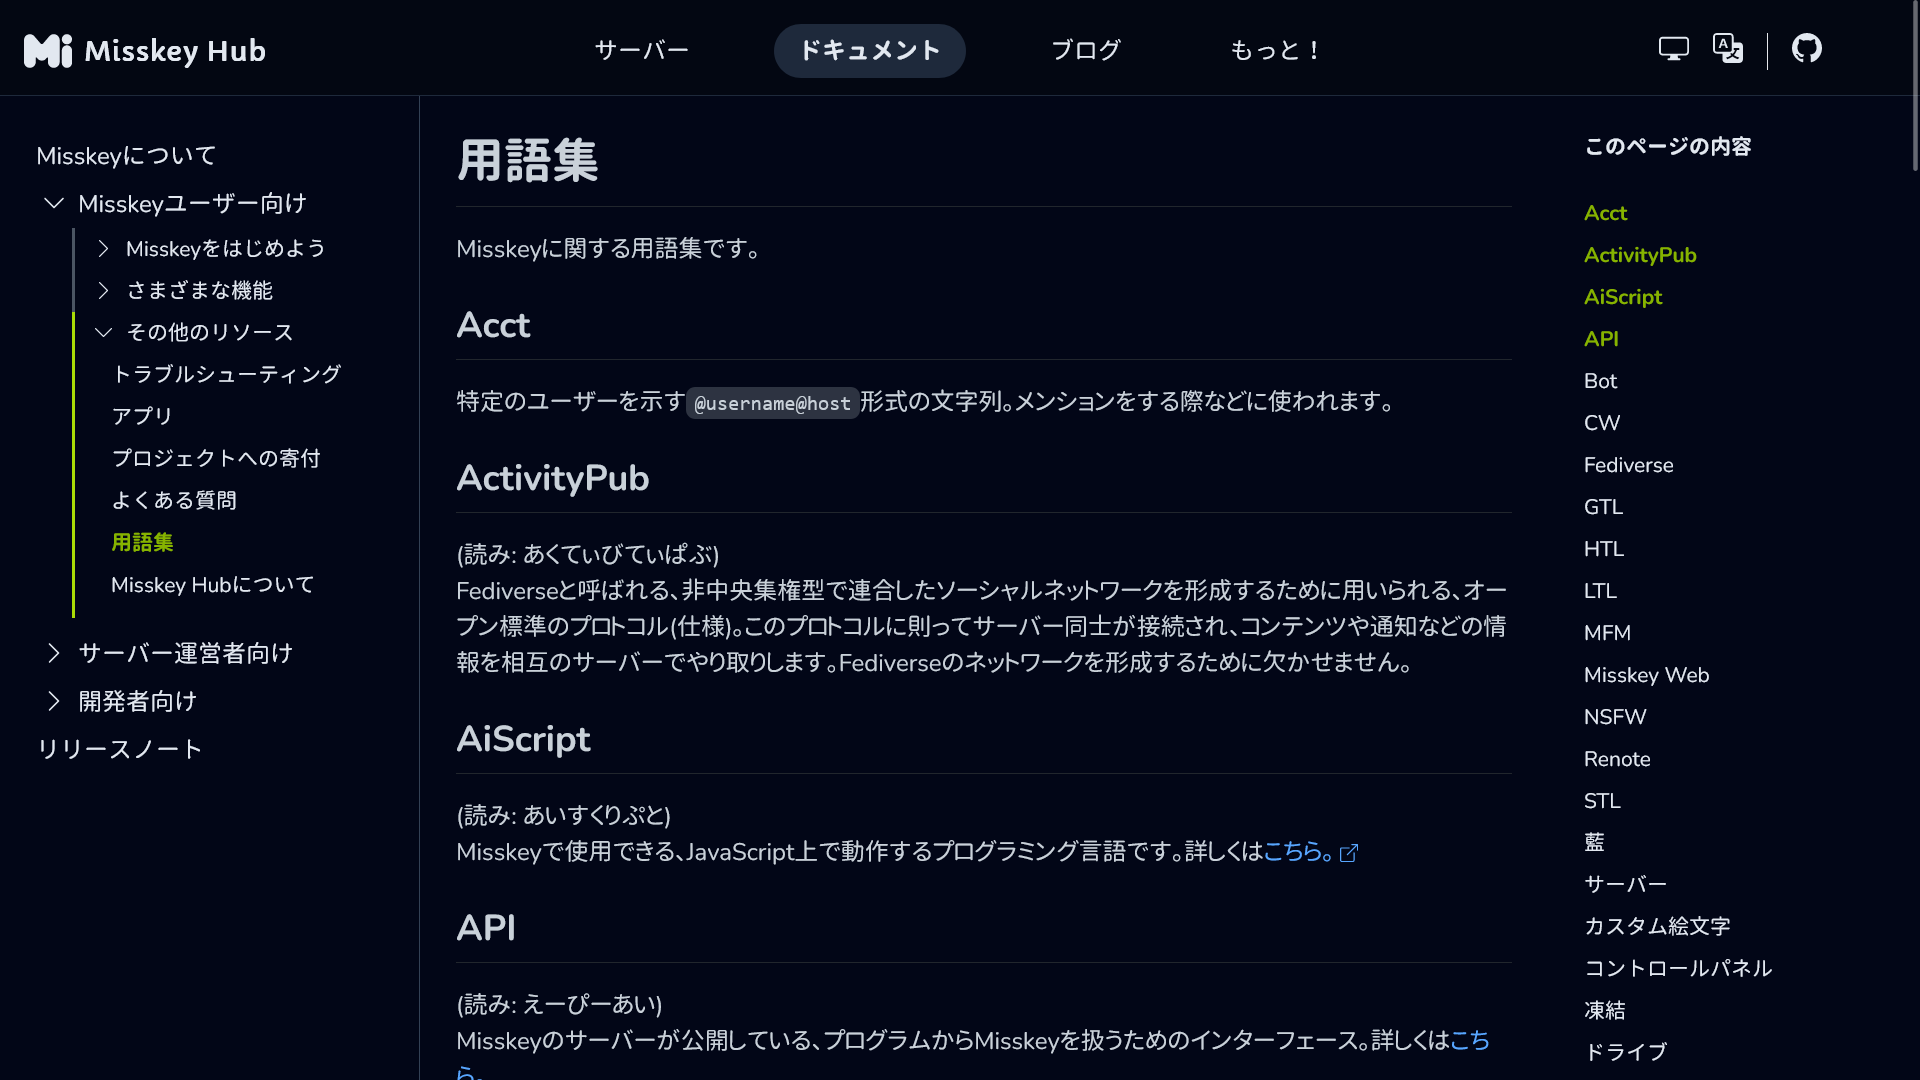 Misskey Hub
サーバー
ドキュメント
ブログ
もっと！
Misskeyについて
Misskeyユーザー向け
Misskeyをはじめよう
さまざまな機能
その他のリソース
トラブルシューティング
アプリ
プロジェクトへの寄付
よくある質問
用語集
Misskey Hubについて
サーバー運営者向け
開発者向け
リリースノート
用語集
Misskeyに関する用語集です。
Acct
特定のユーザーを示す@username@host形式の文字列。メンションをする際などに使われます。
ActivityPub
(読み: あくてぃびてぃぱぶ)
Fediverseと呼ばれる、非中央集権型で連合したソーシャルネットワークを形成するために用いられる、オー
プン標準のプロトコル(仕様)。このプロトコルに則ってサーバー同士が接続され、コンテンツや通知などの情
報を相互のサーバーでやり取りします。Fediverseのネットワークを形成するために欠かせません。
AiScript
(読み: あいすくりぷと)
Misskeyで使用できる、JavaScript上で動作するプログラミング言語です。詳しくはこちら。
API
(読み: えーぴーあい)
Misskeyのサーバーが公開している、プログラムからMisskeyを扱うためのインターフェース。詳しくはこち
ら。
このページの内容
Acct
ActivityPub
AiScript
API
Bot
CW
Fediverse
GTL
HTL
LTL
MFM
Misskey Web
NSFW
Renote
STL
藍
サーバー
カスタム絵文字
コントロールパネル
凍結
ドライブ